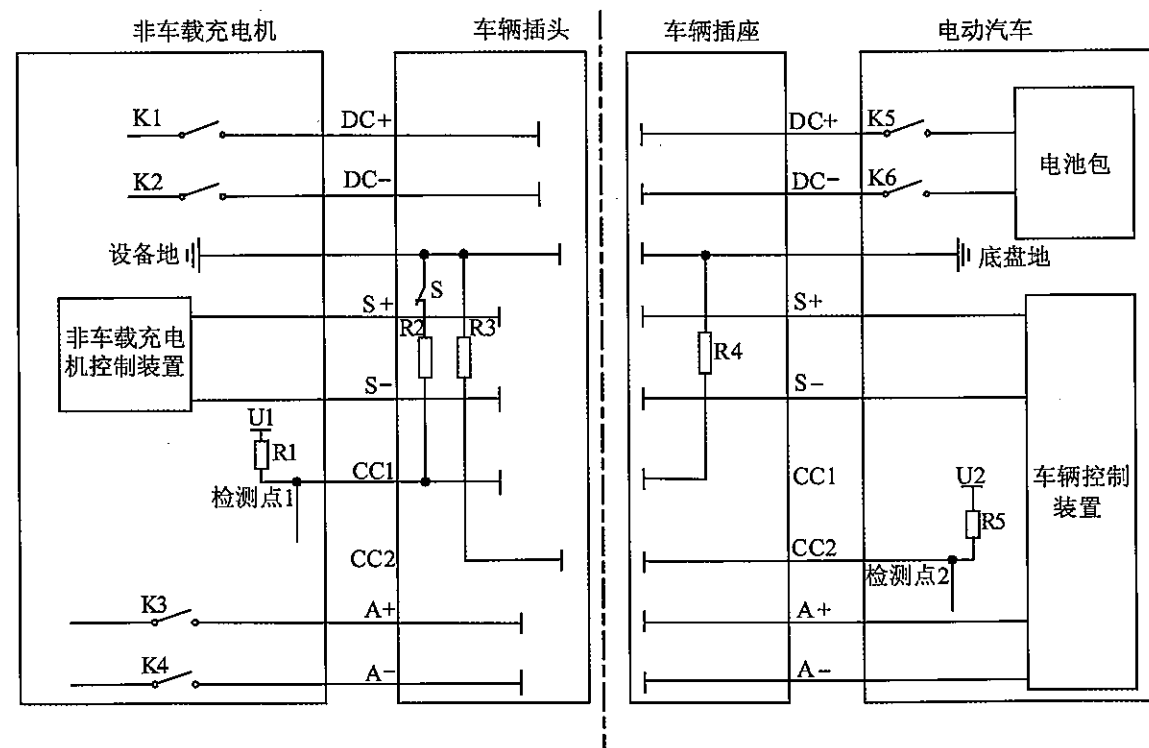 非车载充电机 车辆插头 车辆插座 电动汽车
K1 DC+ DC+ K5
K2 DC− DC− K6
电池包
设备地 底盘地
S
S+ S+
非车载充电
机控制装置
R2 R3 R4
S− S−
U1
R1
CC1 CC1
检测点1
U2
R5
车辆控制
装置
CC2 CC2
检测点2
K3 A+ A+
K4 A− A−